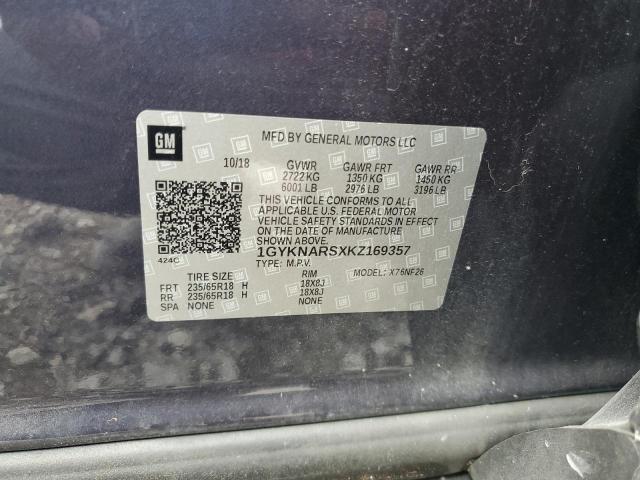 GM
MFD BY GENERAL MOTORS LLC
10/18 GVWR GAWR FRT GAWR RR
2722 KG 1350 KG 1450 KG
6001 LB 2976 LB 3196 LB
THIS VEHICLE CONFORMS TO ALL
APPLICABLE U.S. FEDERAL MOTOR
VEHICLE SAFETY STANDARDS IN EFFECT
ON THE DATE OF MANUFACTURE
SHOWN ABOVE.
424C 1GYKNARSXKZ169357
TYPE: M.P.V. MODEL: X76NF26
TIRE SIZE RIM
FRT 235/65R18 H 18X8J
RR 235/65R18 H 18X8J
SPA NONE NONE